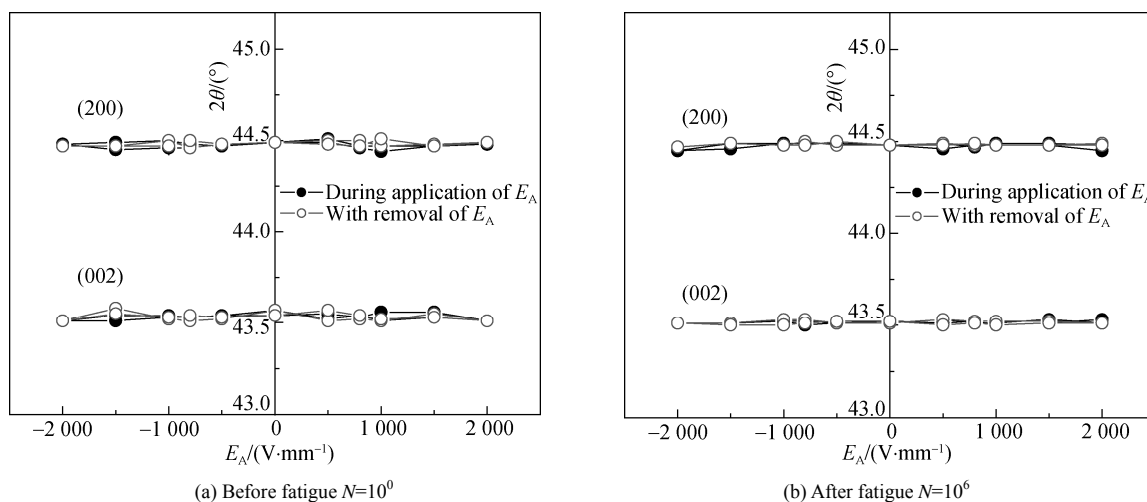 45.0
2θ/(°)
(200)
44.5
During application of E_A
With removal of E_A
44.0
(002)
43.5
43.0
−2 000 −1 000 0 1 000 2 000
E_A/(V·mm⁻¹)
(a) Before fatigue N=10⁰
45.0
2θ/(°)
(200)
44.5
During application of E_A
With removal of E_A
44.0
(002)
43.5
43.0
−2 000 −1 000 0 1 000 2 000
E_A/(V·mm⁻¹)
(b) After fatigue N=10⁶